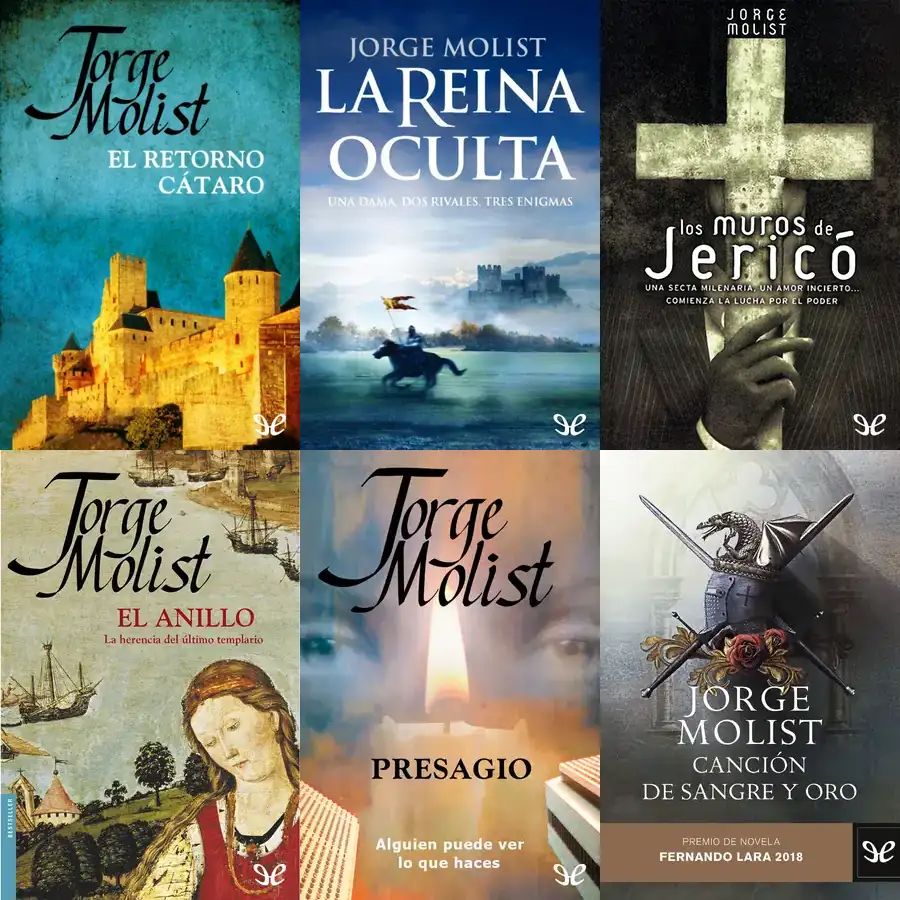 Jorge
Molist
EL RETORNO
CÁTARO
JORGE MOLIST
LA REINA
OCULTA
UNA DAMA, DOS RIVALES, TRES ENIGMAS
JORGE
MOLIST
los muros de
Jericó
UNA SECTA MILENARIA, UN AMOR INCIERTO...
COMIENZA LA LUCHA POR EL PODER
Jorge
Molist
EL ANILLO
La herencia del último templario
BESTSELLER
Jorge
Molist
PRESAGIO
Alguien puede ver
lo que haces
JORGE
MOLIST
CANCIÓN
DE SANGRE Y ORO
PREMIO DE NOVELA
FERNANDO LARA 2018